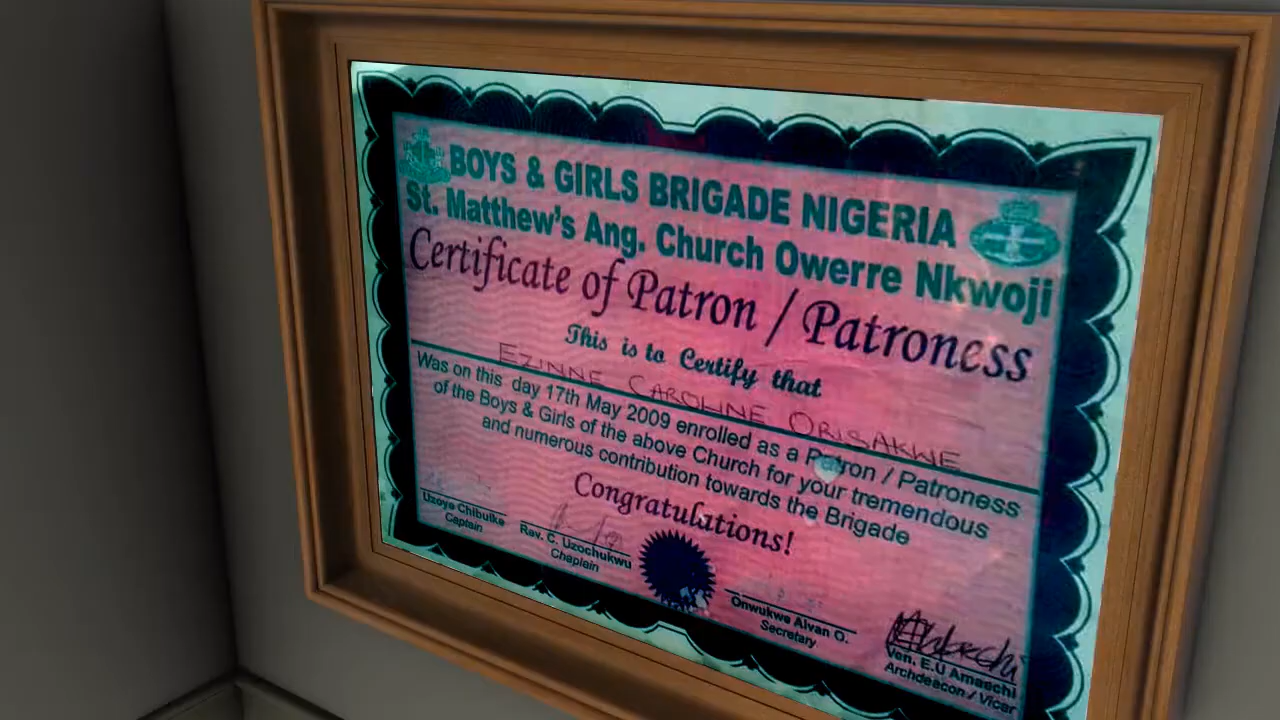 BOYS & GIRLS BRIGADE NIGERIA
St. Matthew's Ang. Church Owerre Nkwoji
Certificate of Patron / Patroness
This is to Certify that
EZINNE CAROLINE ORISAKWE
Was on this day 17th May 2009 enrolled as a Patron / Patroness
of the Boys & Girls of the above Church for your tremendous
and numerous contribution towards the Brigade
Congratulations!
Uzoye Chibuike
Captain
Rev. C. Uzochukwu
Chaplain
Onwukwe Alvan O.
Secretary
Ven. E.U Amaechi
Archdeacon / Vicar